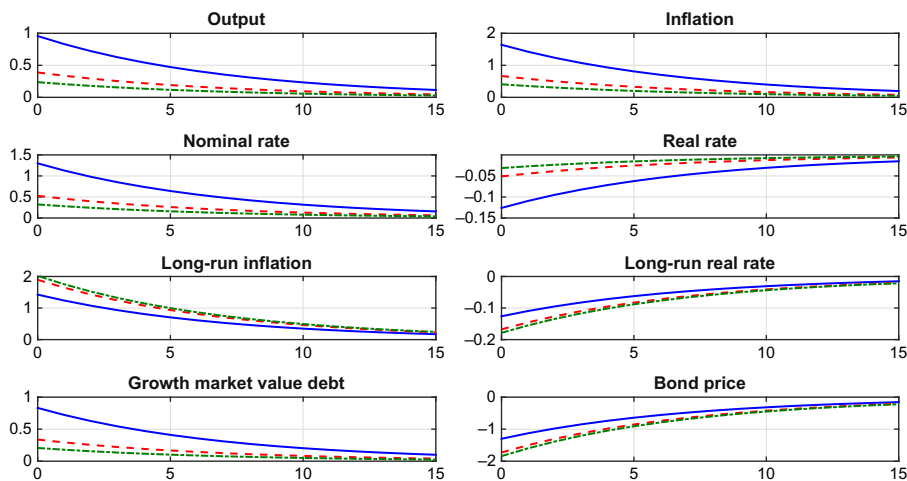 Output
1
0.5
0
0 5 10 15
Inflation
2
1
0
0 5 10 15
Nominal rate
1.5
1
0.5
0
0 5 10 15
Real rate
−0.05
−0.1
−0.15
0 5 10 15
Long-run inflation
2
1
0
0 5 10 15
Long-run real rate
0
−0.1
−0.2
0 5 10 15
Growth market value debt
1
0.5
0
0 5 10 15
Bond price
0
−1
−2
0 5 10 15